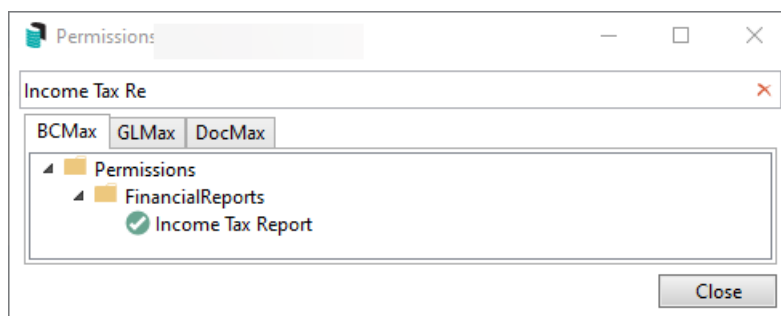 Permissions
Income Tax Re
BCMax GLMax DocMax
Permissions
FinancialReports
Income Tax Report
Close